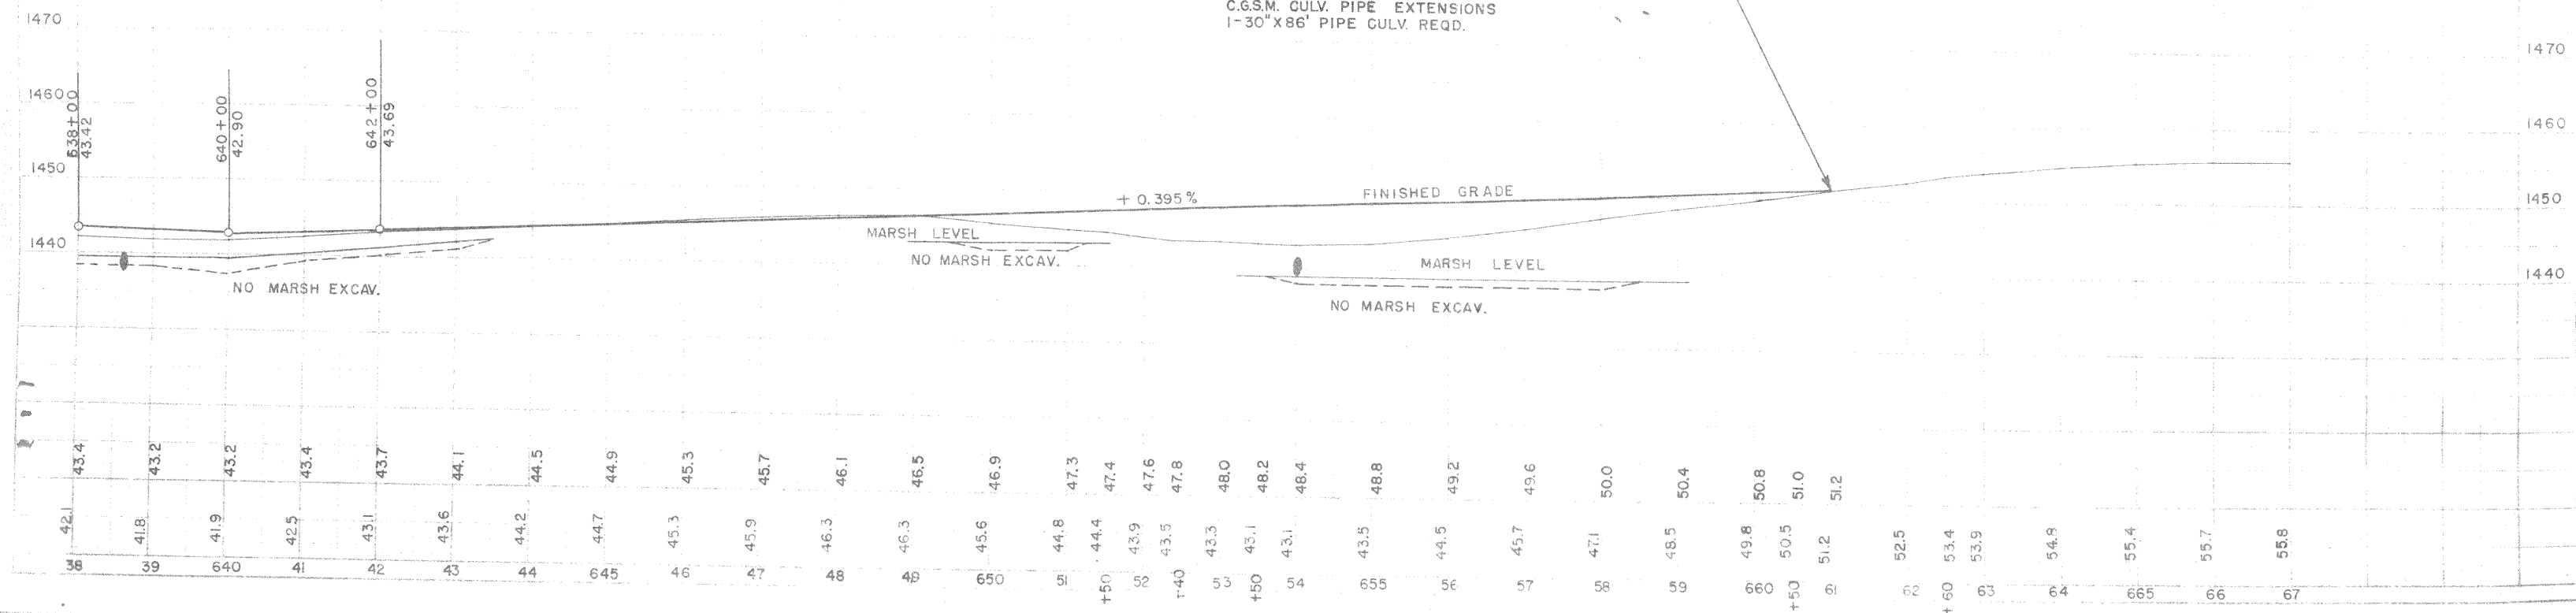 C.G.S.M. CULV. PIPE EXTENSIONS
1-30"X86' PIPE CULV. REQD.
1470
1460
1450
1440
1470
1460
1450
1440
638+00
43.42
640+00
42.90
642+00
43.69
+ 0.395 %
FINISHED GRADE
MARSH LEVEL
NO MARSH EXCAV.
MARSH LEVEL
NO MARSH EXCAV.
NO MARSH EXCAV.
43.4 43.2 43.2 43.4 43.7 44.1 44.5 44.9 45.3 45.7 46.1 46.5 46.9 47.3 47.4 47.6 47.8 48.0 48.2 48.4 48.8 49.2 49.6 50.0 50.4 50.8 51.0 51.2
42.1 41.8 41.9 42.5 43.1 43.6 44.2 44.7 45.3 45.9 46.3 46.3 45.6 44.8 44.4 43.9 43.5 43.3 43.1 43.1 43.5 44.5 45.7 47.1 48.5 49.8 50.5 51.2 52.5 53.4 53.9 54.8 55.4 55.7 55.8
38 39 640 41 42 43 44 645 46 47 48 49 650 51 +50 52 +40 53 +50 54 655 56 57 58 59 660 +50 61 62 +60 63 64 665 66 67